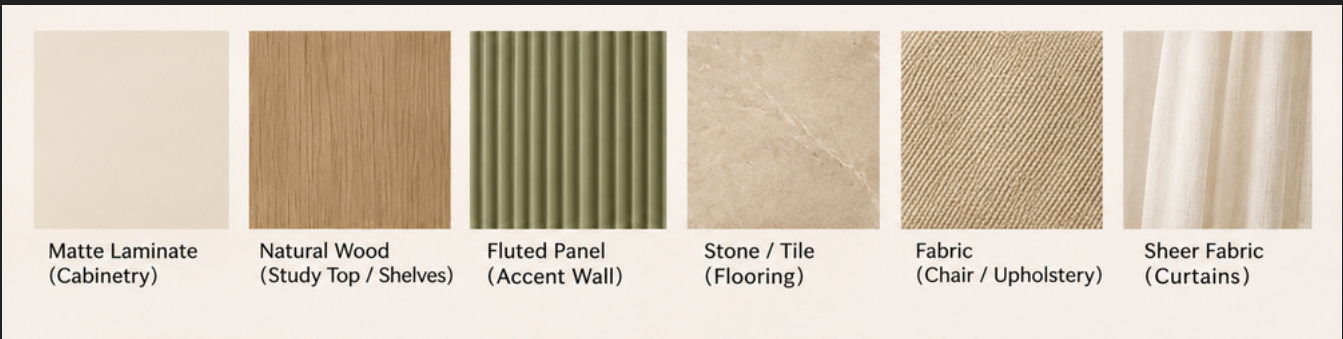 Matte Laminate
(Cabinetry)
Natural Wood
(Study Top / Shelves)
Fluted Panel
(Accent Wall)
Stone / Tile
(Flooring)
Fabric
(Chair / Upholstery)
Sheer Fabric
(Curtains)